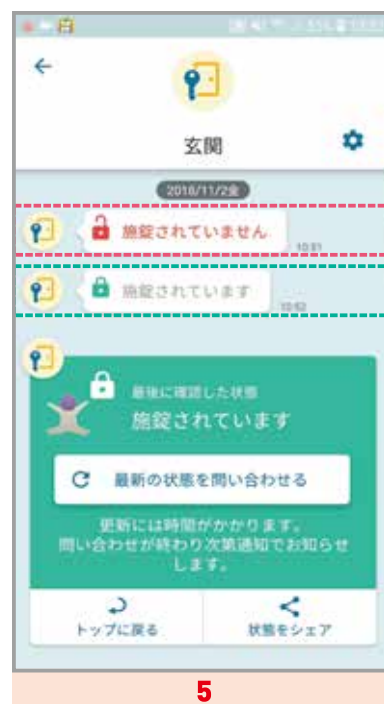 玄関
2018/11/2金
施錠されていません
10:51
施錠されています
10:52
最後に確認した状態
施錠されています
最新の状態を問い合わせる
更新には時間がかかります。
問い合わせが終わり次第通知でお知らせ
します。
トップに戻る
状態をシェア
5